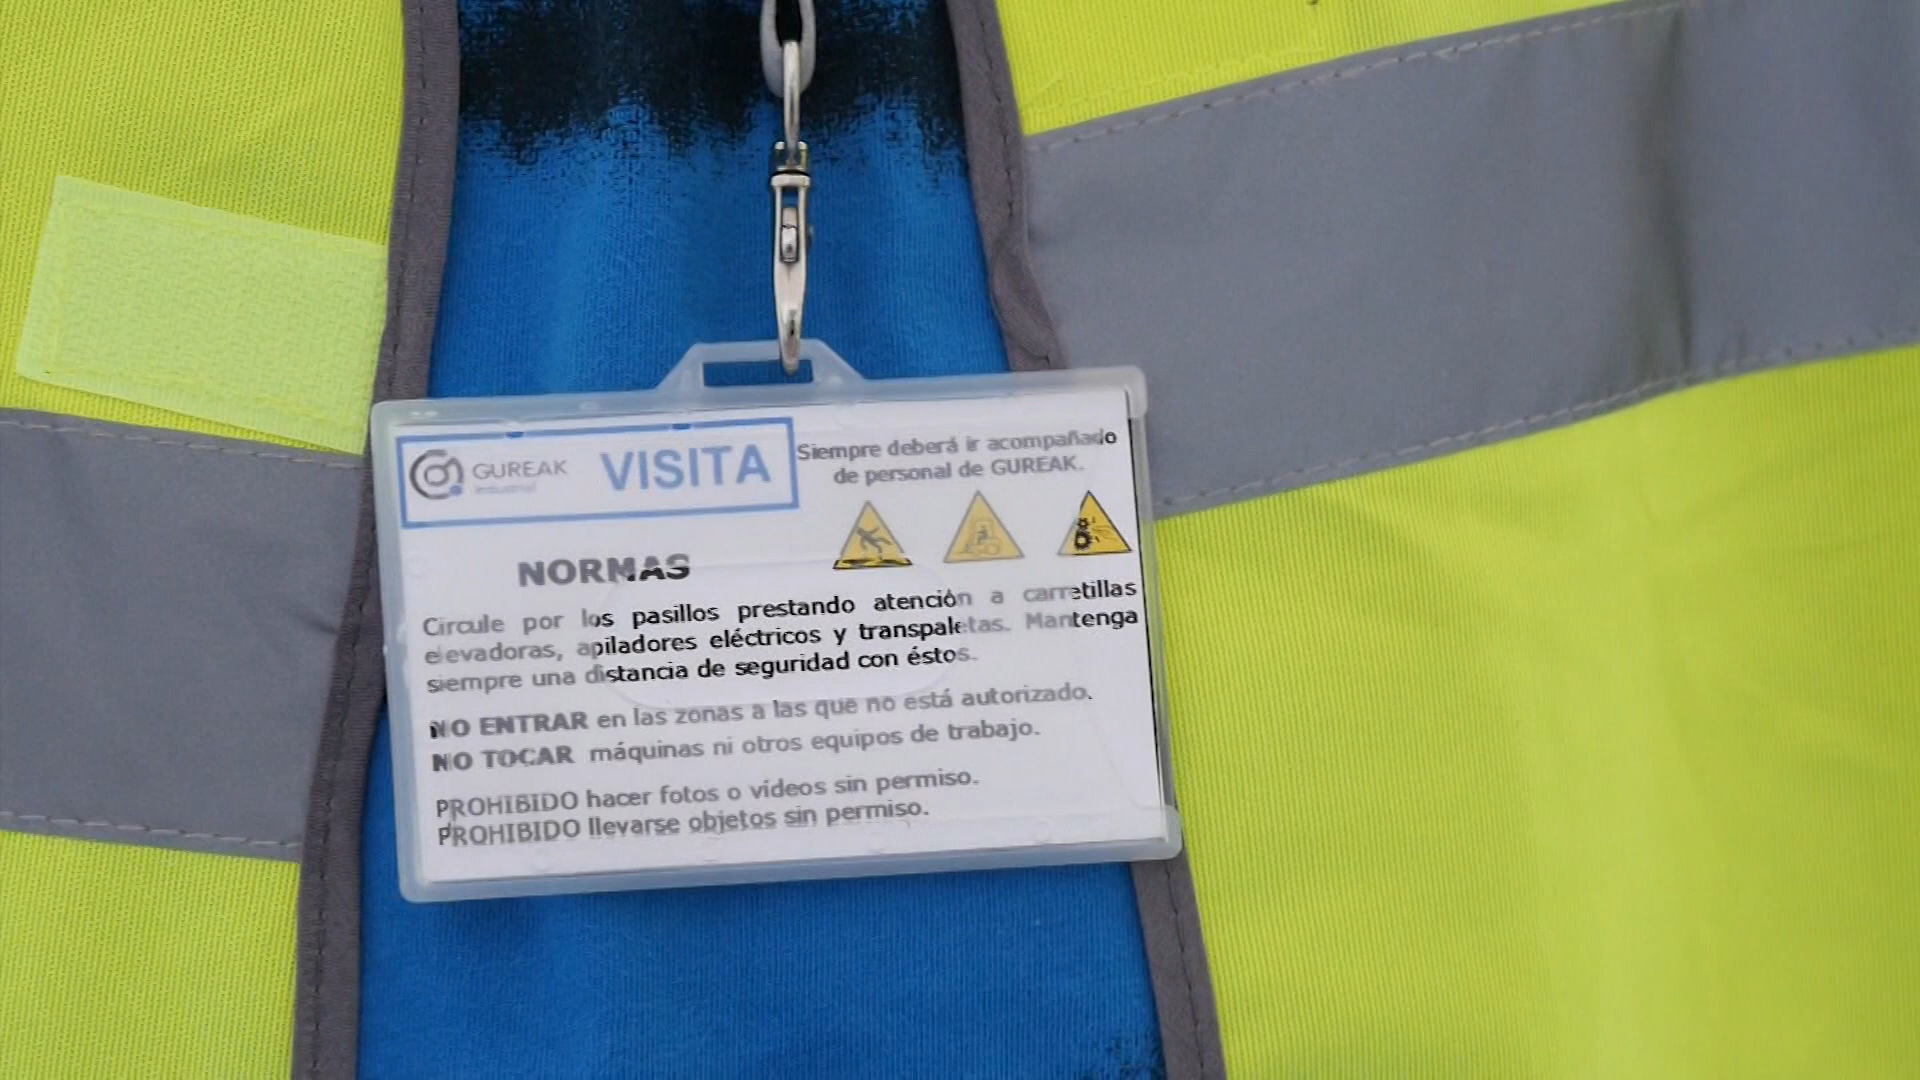 GUREAK
Industrial
VISITA
Siempre deberá ir acompañado
de personal de GUREAK.
NORMAS
Circule por los pasillos prestando atención a carretillas
elevadoras, apiladores eléctricos y transpaletas. Mantenga
siempre una distancia de seguridad con éstos.
NO ENTRAR en las zonas a las que no está autorizado.
NO TOCAR máquinas ni otros equipos de trabajo.
PROHIBIDO hacer fotos o vídeos sin permiso.
PROHIBIDO llevarse objetos sin permiso.